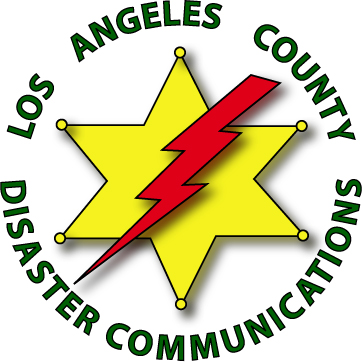 LOS ANGELES COUNTY
DISASTER COMMUNICATIONS